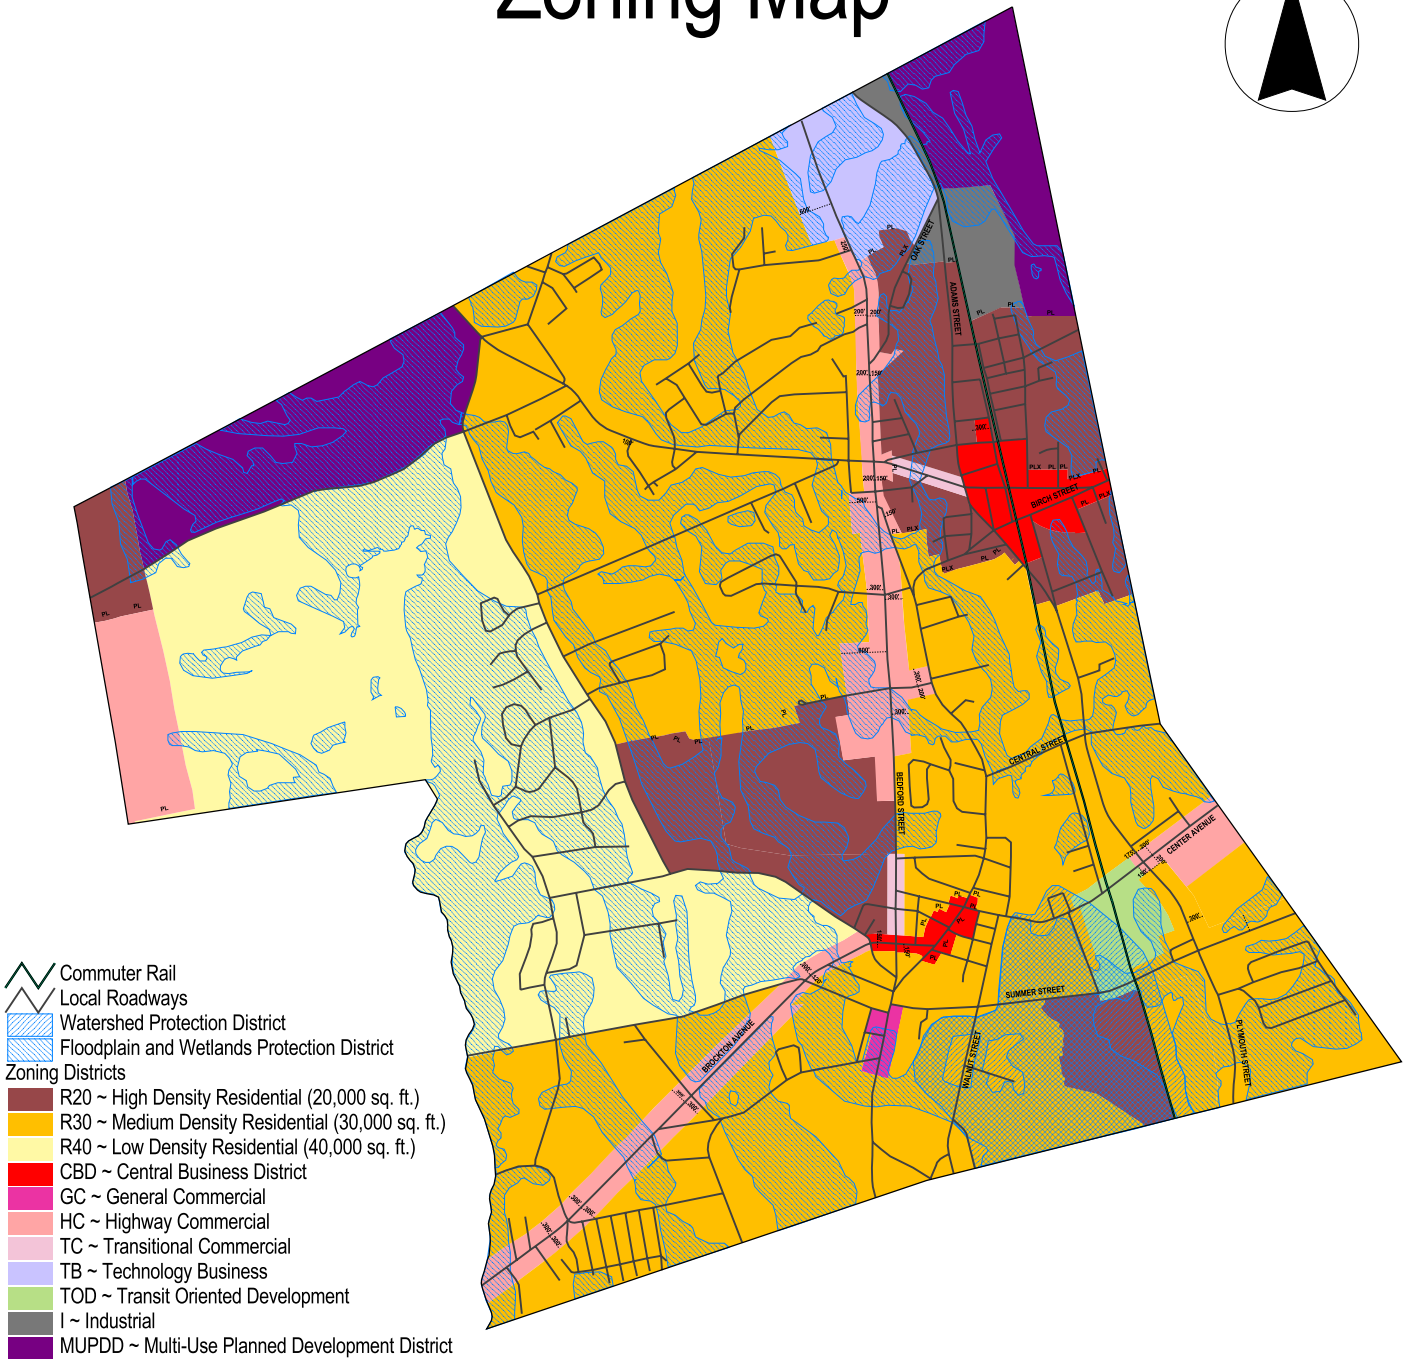 Zoning Map
OAK STREET
ADAMS STREET
BIRCH STREET
CENTRAL STREET
BEDFORD STREET
CENTER AVENUE
SUMMER STREET
WALNUT STREET
PLYMOUTH STREET
BROCKTON AVENUE
Commuter Rail
Local Roadways
Watershed Protection District
Floodplain and Wetlands Protection District
Zoning Districts
R20 ~ High Density Residential (20,000 sq. ft.)
R30 ~ Medium Density Residential (30,000 sq. ft.)
R40 ~ Low Density Residential (40,000 sq. ft.)
CBD ~ Central Business District
GC ~ General Commercial
HC ~ Highway Commercial
TC ~ Transitional Commercial
TB ~ Technology Business
TOD ~ Transit Oriented Development
I ~ Industrial
MUPDD ~ Multi-Use Planned Development District